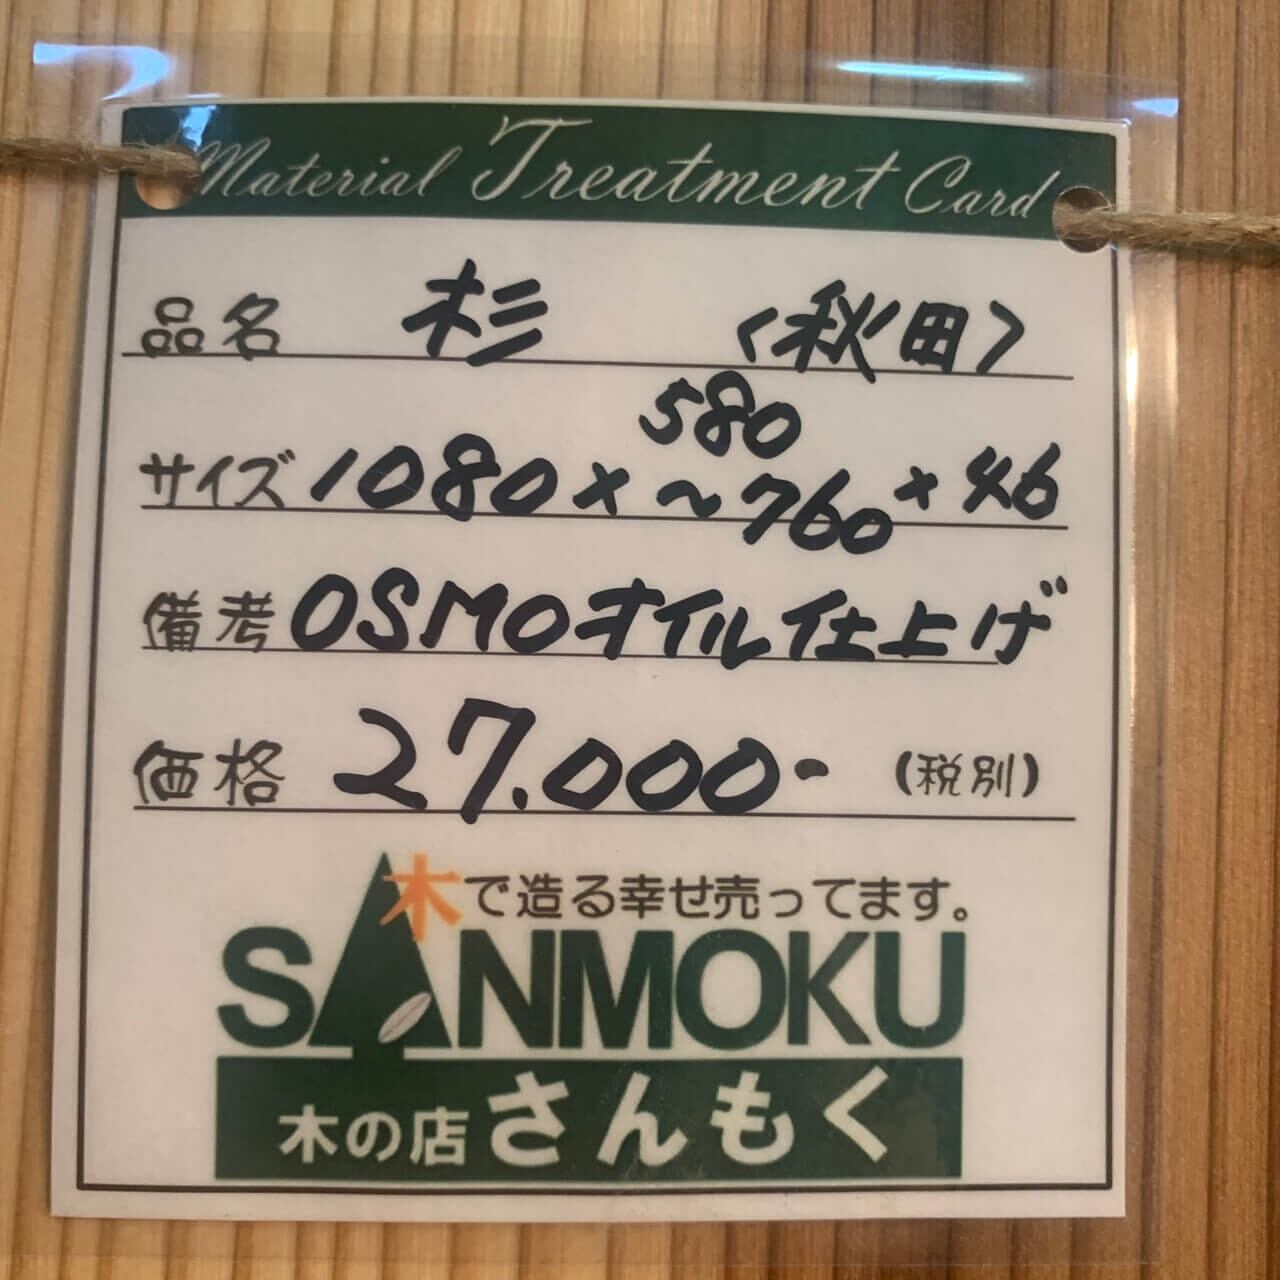 Material Treatment Card
品名 杉 〈秋田〉
サイズ 1080×580~760×46
備考 OSMOオイル仕上げ
価格 27.000- (税別)
木で造る幸せ売ってます。
SANMOKU
木の店 さんもく